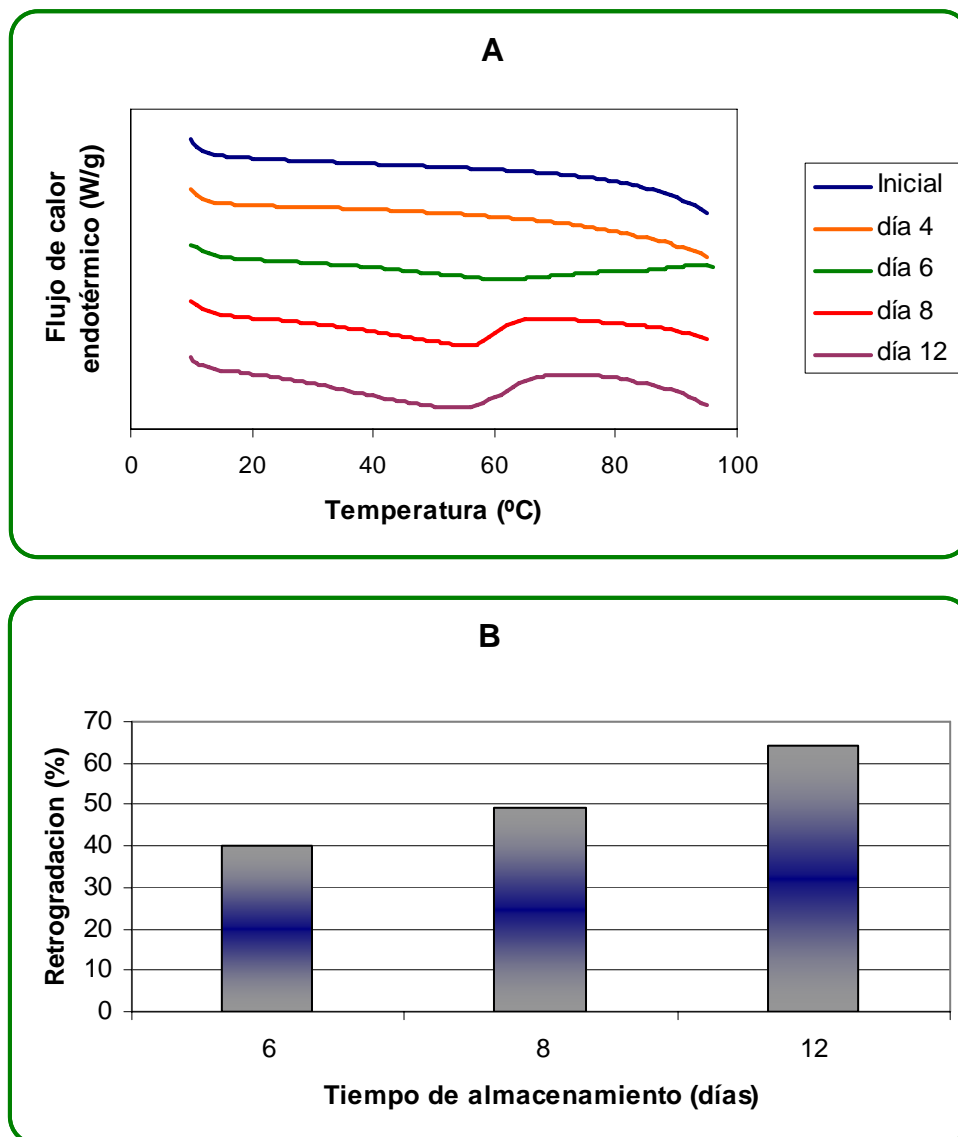 A
Flujo de calor
endotérmico (W/g)
0
20
40
60
80
100
Temperatura (ºC)
Inicial
día 4
día 6
día 8
día 12
B
Retrogradacion (%)
70
60
50
40
30
20
10
0
6
8
12
Tiempo de almacenamiento (días)